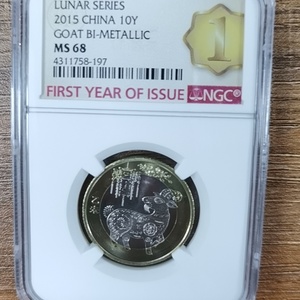 LUNAR SERIES
2015 CHINA 10Y
GOAT BI-METALLIC
MS 68
4311758-197
1
FIRST YEAR OF ISSUE NGC®